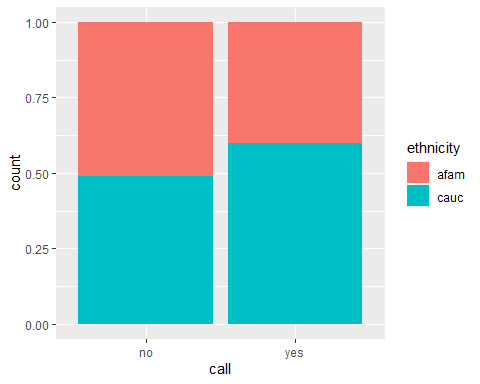 1.00
0.75
0.50
0.25
0.00
count
no
yes
call
ethnicity
afam
cauc